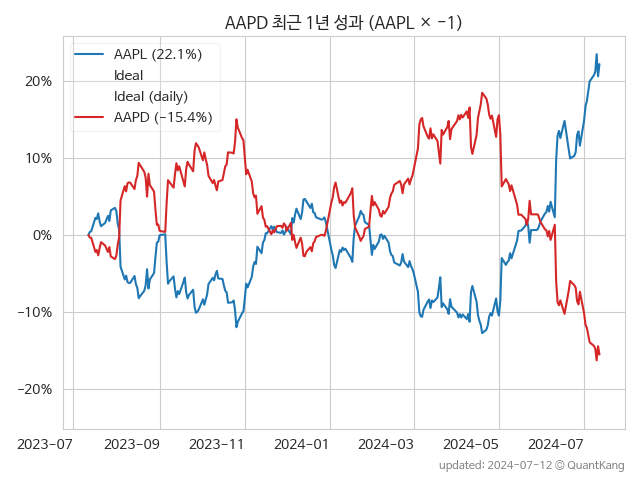 AAPD 최근 1년 성과 (AAPL × −1)
AAPL (22.1%)
Ideal
Ideal (daily)
AAPD (−15.4%)
20%
10%
0%
−10%
−20%
2023-07 2023-09 2023-11 2024-01 2024-03 2024-05 2024-07
updated: 2024-07-12 © QuantKang